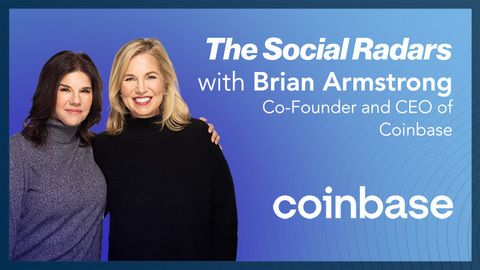 The Social Radars
with Brian Armstrong
Co-Founder and CEO of
Coinbase
coinbase